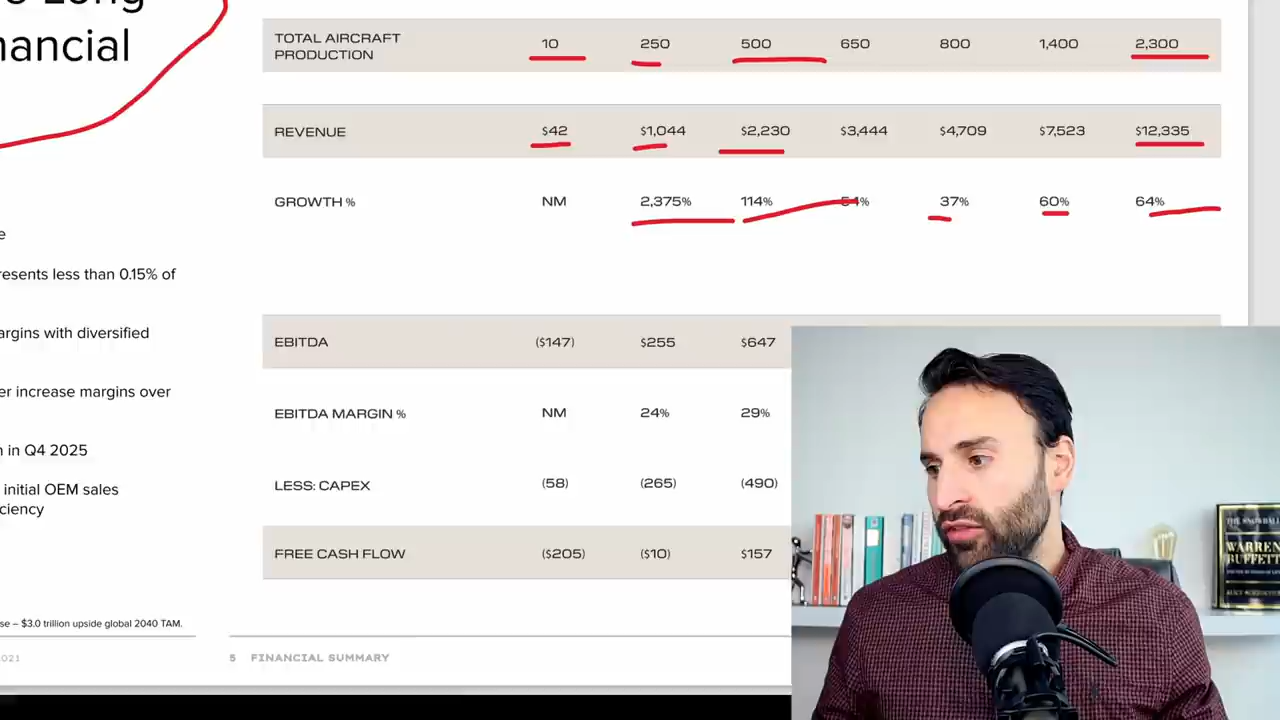 nancial
TOTAL AIRCRAFT PRODUCTION 10 250 500 650 800 1,400 2,300
REVENUE $42 $1,044 $2,230 $3,444 $4,709 $7,523 $12,335
GROWTH % NM 2,375% 114% 54% 37% 60% 64%
e
resents less than 0.15% of
argins with diversified
er increase margins over
n in Q4 2025
initial OEM sales
ciency
EBITDA ($147) $255 $647
EBITDA MARGIN % NM 24% 29%
LESS: CAPEX (58) (265) (490)
FREE CASH FLOW ($205) ($10) $157
se – $3.0 trillion upside global 2040 TAM.
021
5 FINANCIAL SUMMARY
THE SNOWBALL
WARREN
BUFFETT